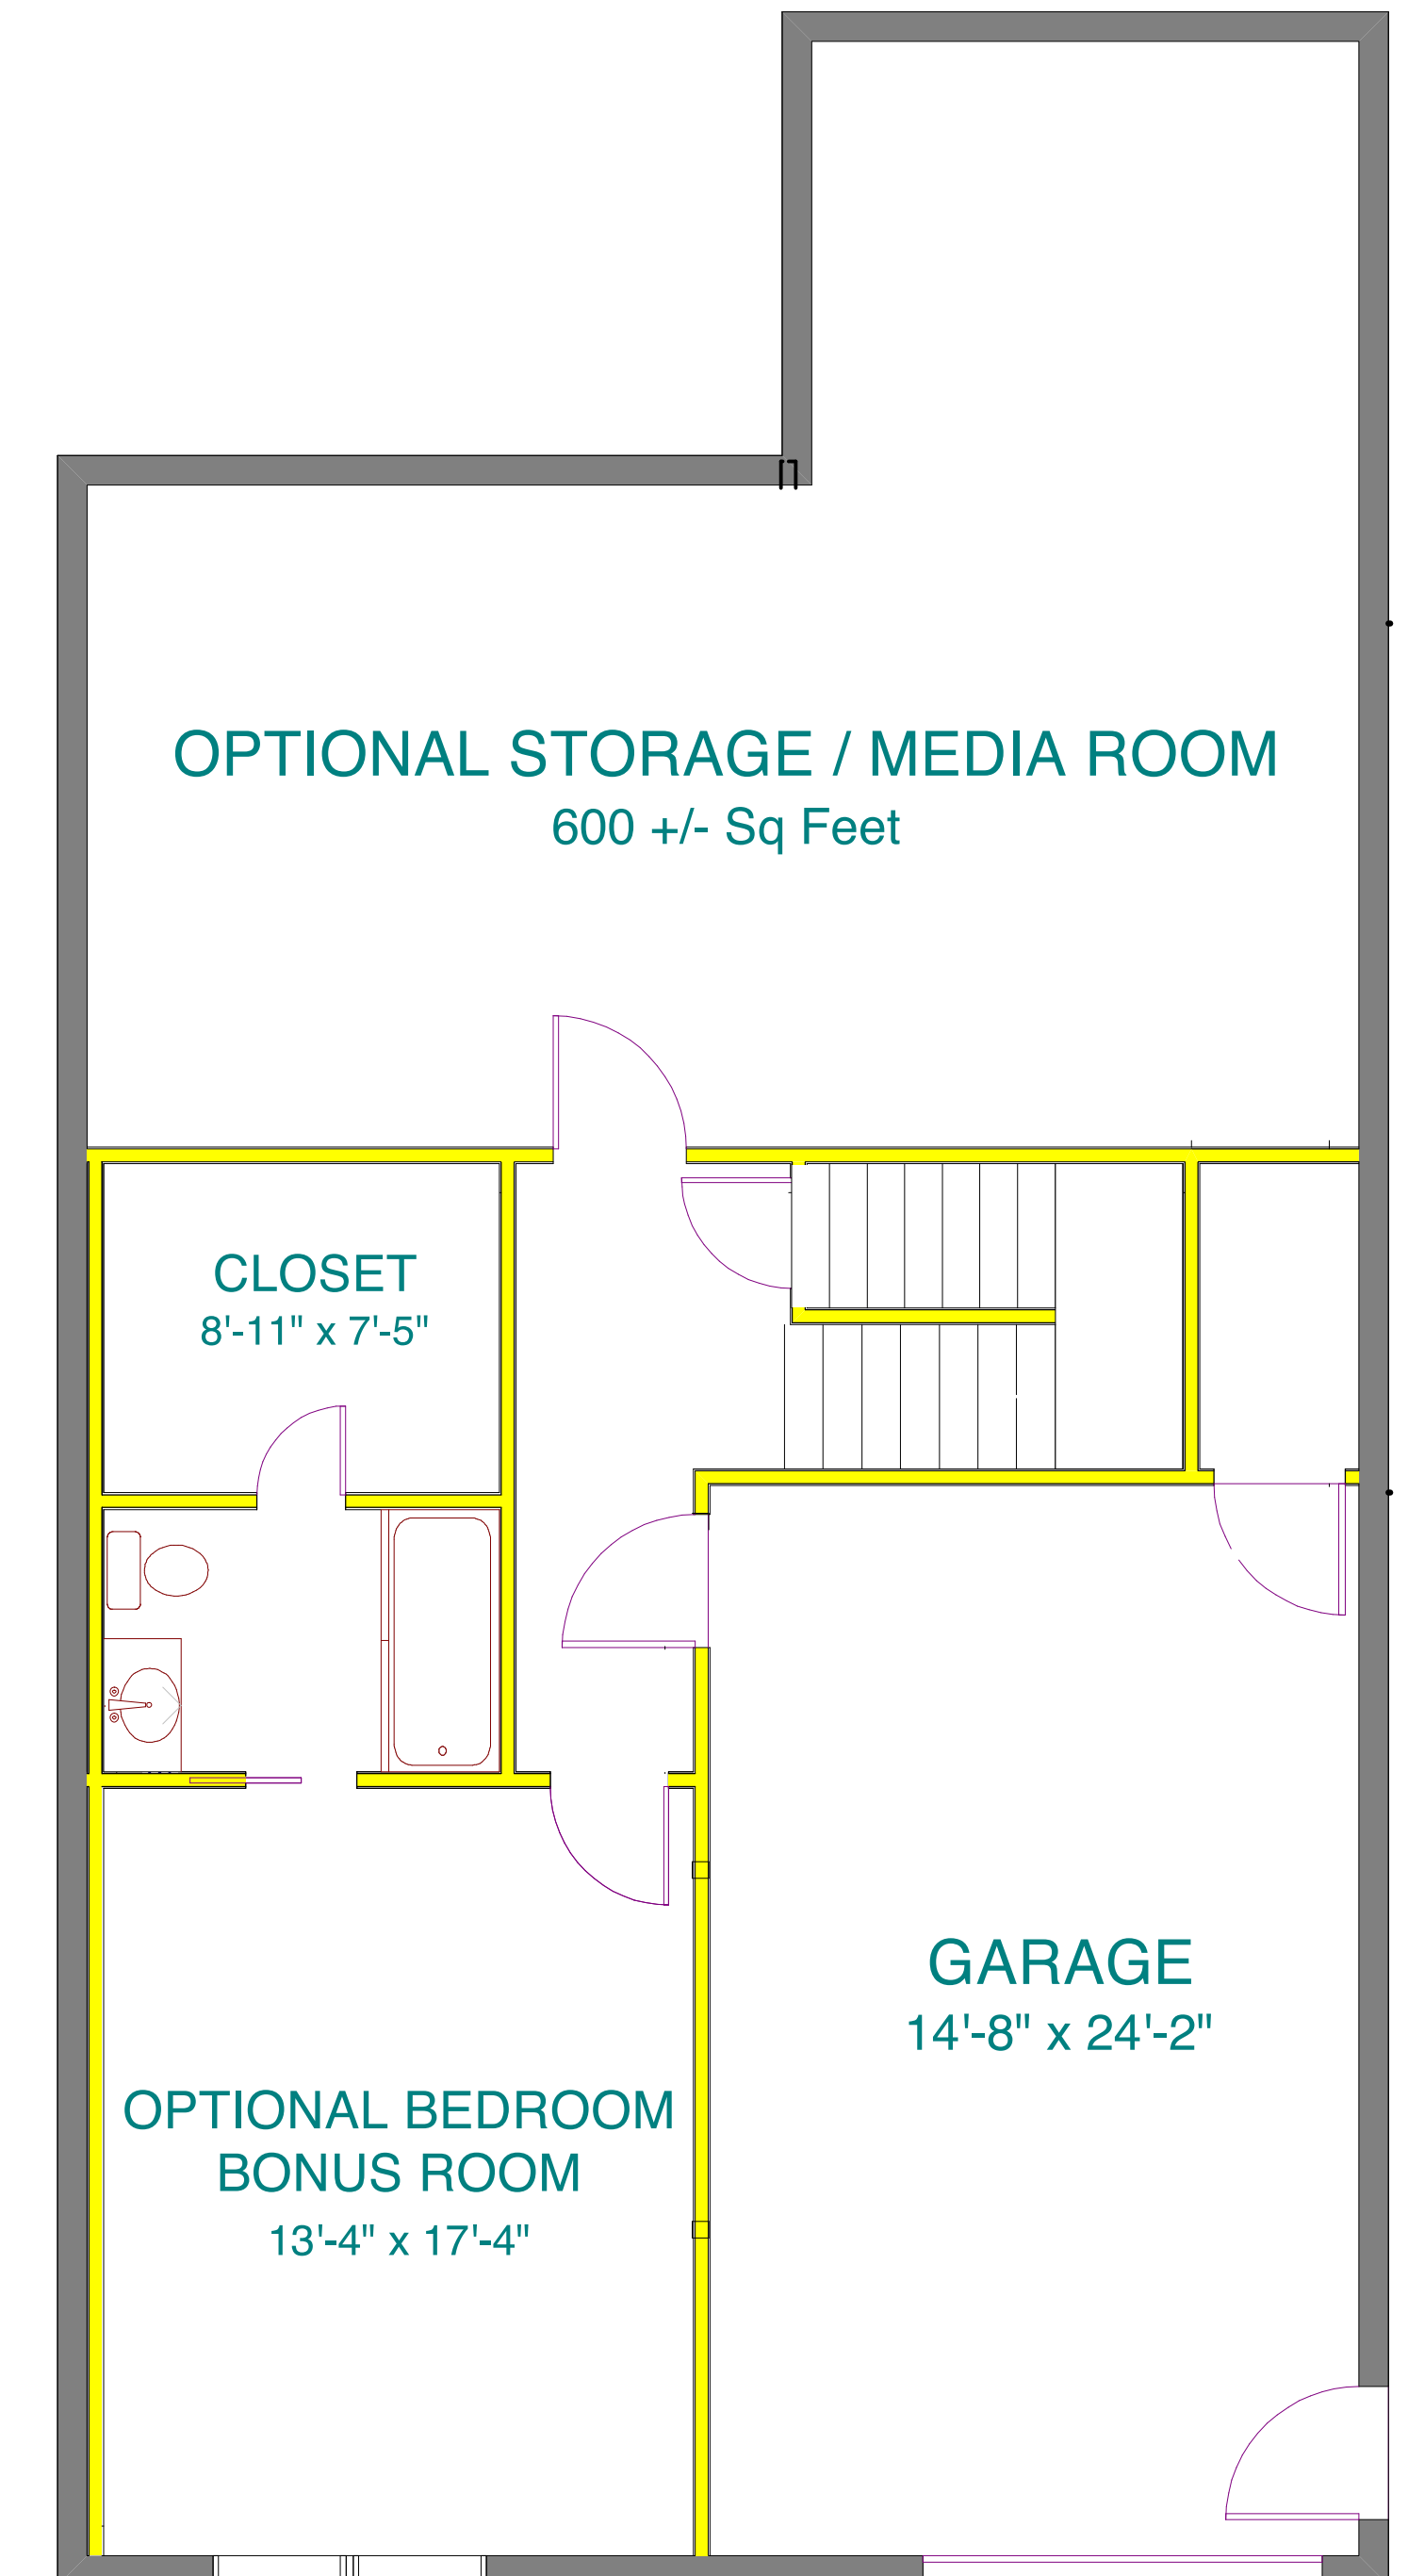 OPTIONAL STORAGE / MEDIA ROOM
600 +/- Sq Feet
CLOSET
8'-11" x 7'-5"
GARAGE
14'-8" x 24'-2"
OPTIONAL BEDROOM
BONUS ROOM
13'-4" x 17'-4"